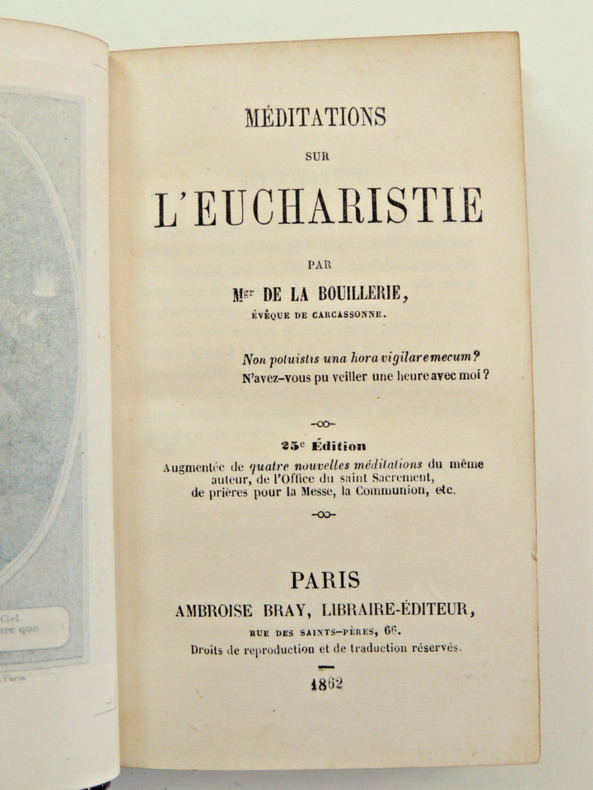 MÉDITATIONS
SUR
L'EUCHARISTIE
PAR
Mgr DE LA BOUILLERIE,
ÉVÊQUE DE CARCASSONNE.
Non potuistis una hora vigilare mecum?
N'avez-vous pu veiller une heure avec moi?
25e Édition
Augmentée de quatre nouvelles méditations du même
auteur, de l'Office du saint Sacrement,
de prières pour la Messe, la Communion, etc.
PARIS
AMBROISE BRAY, LIBRAIRE-ÉDITEUR,
RUE DES SAINTS-PÈRES, 66.
Droits de reproduction et de traduction réservés.
1862
Ciel
que
Paris